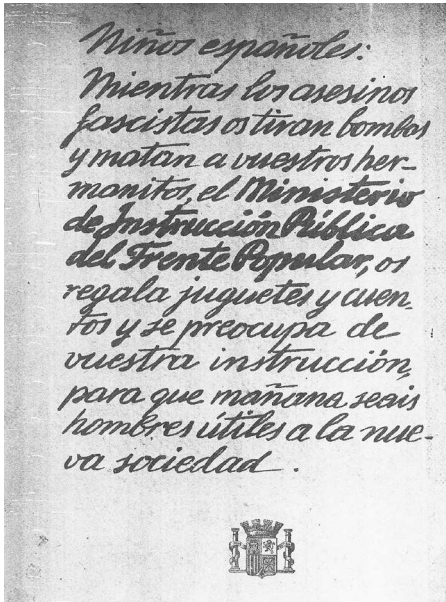 Niños españoles:
Mientras los asesinos
fascistas os tiran bombas
y matan a vuestros her-
manitos, el Ministerio
de Instrucción Pública
del Frente Popular, os
regala juguetes y cuen-
tos y se preocupa de
vuestra instrucción,
para que mañana seais
hombres útiles a la nue-
va sociedad.